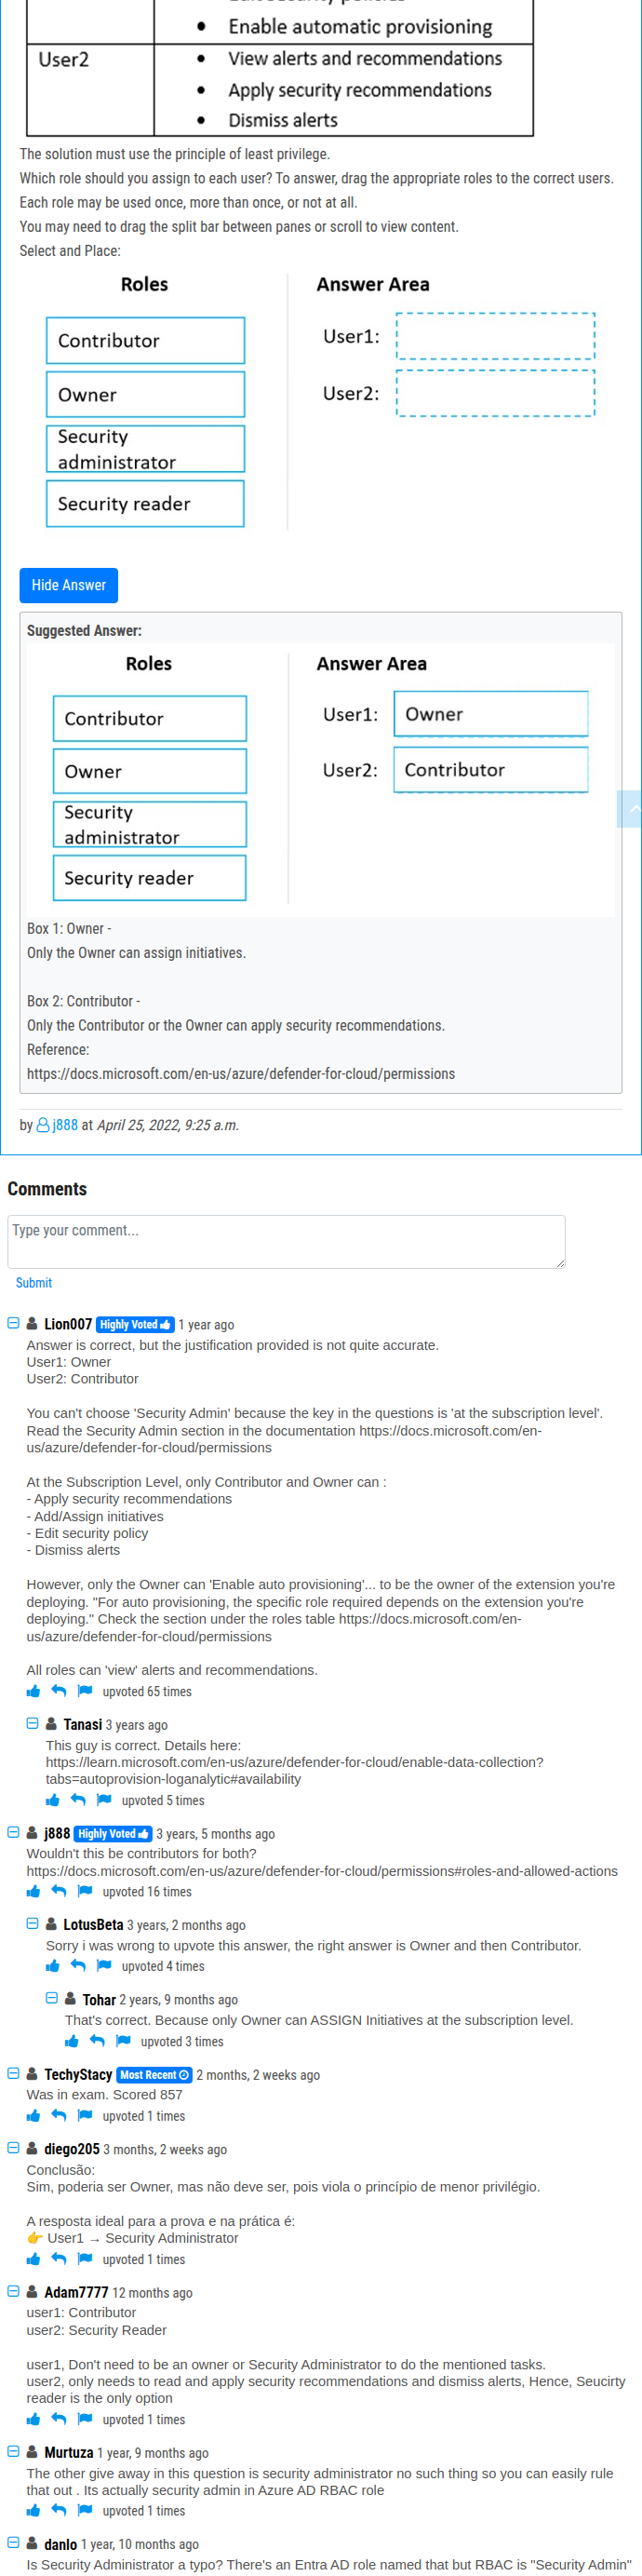 Enable automatic provisioning
User2
View alerts and recommendations
Apply security recommendations
Dismiss alerts
The solution must use the principle of least privilege.
Which role should you assign to each user? To answer, drag the appropriate roles to the correct users.
Each role may be used once, more than once, or not at all.
You may need to drag the split bar between panes or scroll to view content.
Select and Place:
Roles
Answer Area
Contributor
Owner
Security
administrator
Security reader
User1:
User2:
Hide Answer
Suggested Answer:
Roles
Answer Area
Contributor
Owner
Security
administrator
Security reader
User1: Owner
User2: Contributor
Box 1: Owner -
Only the Owner can assign initiatives.
Box 2: Contributor -
Only the Contributor or the Owner can apply security recommendations.
Reference:
https://docs.microsoft.com/en-us/azure/defender-for-cloud/permissions
by j888 at April 25, 2022, 9:25 a.m.
Comments
Type your comment...
Submit
Lion007 Highly Voted 1 year ago
Answer is correct, but the justification provided is not quite accurate.
User1: Owner
User2: Contributor
You can't choose 'Security Admin' because the key in the questions is 'at the subscription level'.
Read the Security Admin section in the documentation https://docs.microsoft.com/en-
us/azure/defender-for-cloud/permissions
At the Subscription Level, only Contributor and Owner can :
- Apply security recommendations
- Add/Assign initiatives
- Edit security policy
- Dismiss alerts
However, only the Owner can 'Enable auto provisioning'... to be the owner of the extension you're
deploying. "For auto provisioning, the specific role required depends on the extension you're
deploying." Check the section under the roles table https://docs.microsoft.com/en-
us/azure/defender-for-cloud/permissions
All roles can 'view' alerts and recommendations.
upvoted 65 times
Tanasi 3 years ago
This guy is correct. Details here:
https://learn.microsoft.com/en-us/azure/defender-for-cloud/enable-data-collection?
tabs=autoprovision-loganalytic#availability
upvoted 5 times
j888 Highly Voted 3 years, 5 months ago
Wouldn't this be contributors for both?
https://docs.microsoft.com/en-us/azure/defender-for-cloud/permissions#roles-and-allowed-actions
upvoted 16 times
LotusBeta 3 years, 2 months ago
Sorry i was wrong to upvote this answer, the right answer is Owner and then Contributor.
upvoted 4 times
Tohar 2 years, 9 months ago
That's correct. Because only Owner can ASSIGN Initiatives at the subscription level.
upvoted 3 times
TechyStacy Most Recent 2 months, 2 weeks ago
Was in exam. Scored 857
upvoted 1 times
diego205 3 months, 2 weeks ago
Conclusão:
Sim, poderia ser Owner, mas não deve ser, pois viola o princípio de menor privilégio.
A resposta ideal para a prova e na prática é:
👉 User1 → Security Administrator
upvoted 1 times
Adam7777 12 months ago
user1: Contributor
user2: Security Reader
user1, Don't need to be an owner or Security Administrator to do the mentioned tasks.
user2, only needs to read and apply security recommendations and dismiss alerts, Hence, Seucirty
reader is the only option
upvoted 1 times
Murtuza 1 year, 9 months ago
The other give away in this question is security administrator no such thing so you can easily rule
that out . Its actually security admin in Azure AD RBAC role
upvoted 1 times
danlo 1 year, 10 months ago
Is Security Administrator a typo? There's an Entra AD role named that but RBAC is "Security Admin"